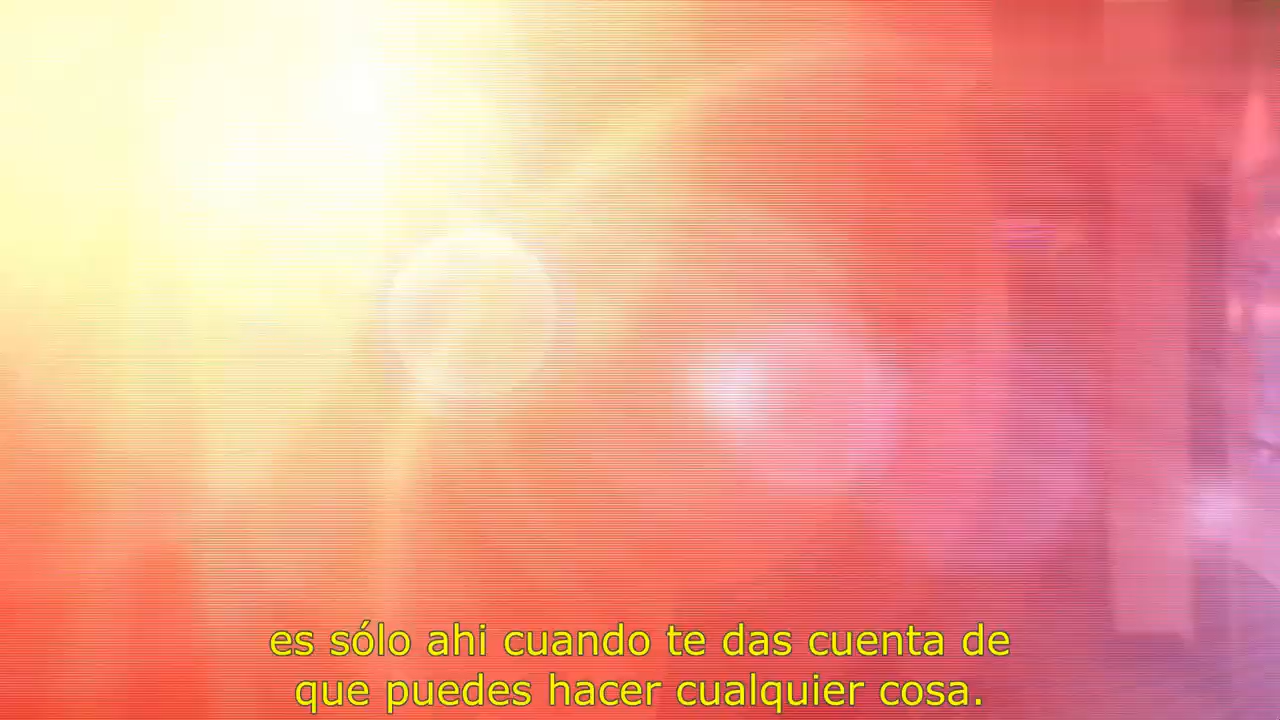 es sólo ahi cuando te das cuenta de
que puedes hacer cualquier cosa.